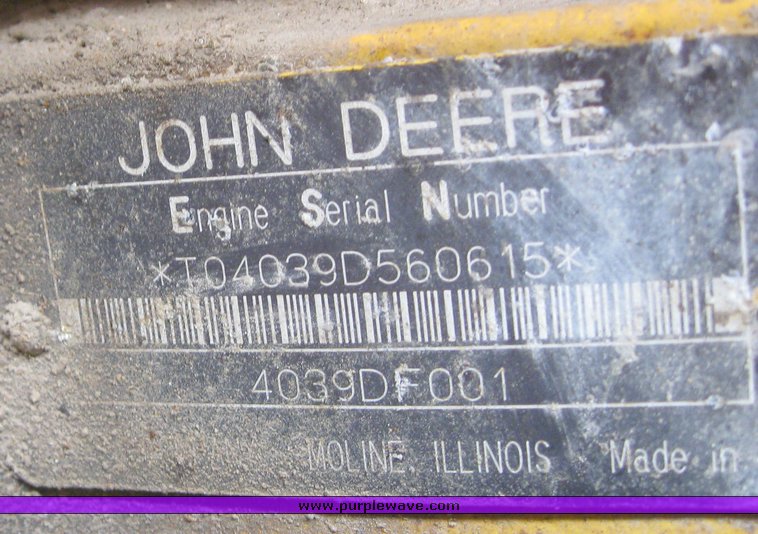 JOHN DEERE
Engine Serial Number
*T04039D560615*
4039DF001
MOLINE, ILLINOIS Made in
www.purplewave.com